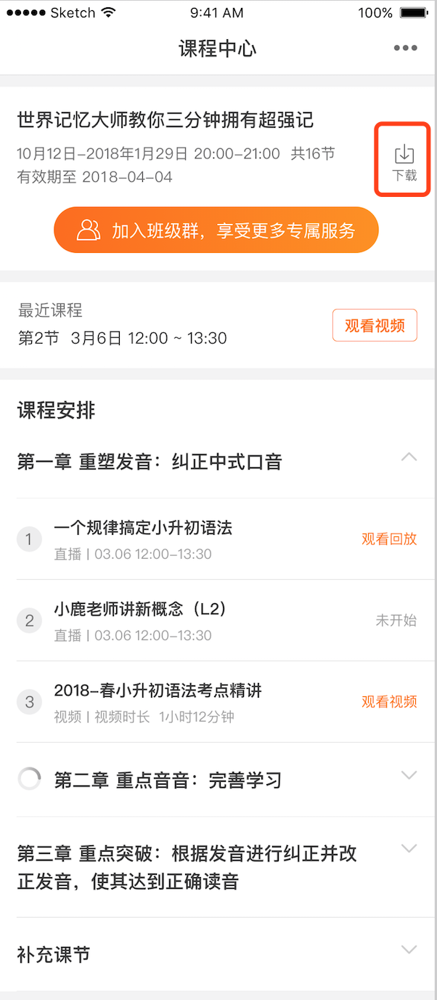 Sketch 9:41 AM 100%
课程中心
世界记忆大师教你三分钟拥有超强记
10月12日-2018年1月29日 20:00-21:00 共16节
有效期至 2018-04-04
下载
加入班级群，享受更多专属服务
最近课程
第2节 3月6日 12:00 ~ 13:30
观看视频
课程安排
第一章 重塑发音：纠正中式口音
1
一个规律搞定小升初语法
直播 | 03.06 12:00-13:30
观看回放
2
小鹿老师讲新概念（L2）
直播 | 03.06 12:00-13:30
未开始
3
2018-春小升初语法考点精讲
视频 | 视频时长 1小时12分钟
观看视频
第二章 重点音音：完善学习
第三章 重点突破：根据发音进行纠正并改
正发音，使其达到正确读音
补充课节